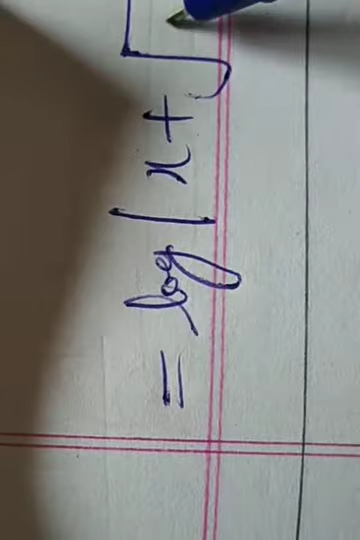 = log | x + √